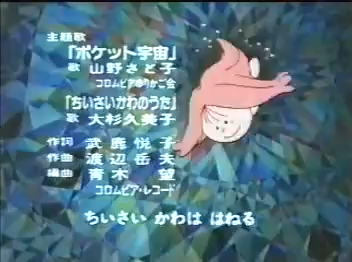 主題歌
「ポケット宇宙」
歌 山野さと子
コロムビアゆりかご会
「ちいさいかわのうた」
歌 大杉久美子
作詞 武鹿悦子
作曲 渡辺岳夫
編曲 青木望
コロムビア・レコード
ちいさい かわは はねる